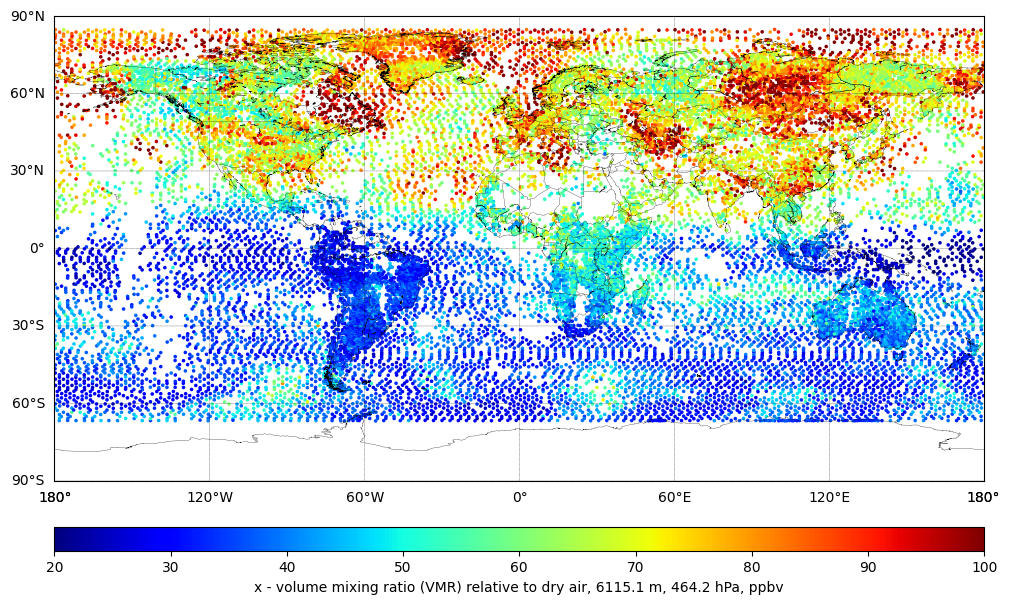 90°N
60°N
30°N
0°
30°S
60°S
90°S
180° 120°W 60°W 0° 60°E 120°E 180°
20 30 40 50 60 70 80 90 100
x - volume mixing ratio (VMR) relative to dry air, 6115.1 m, 464.2 hPa, ppbv